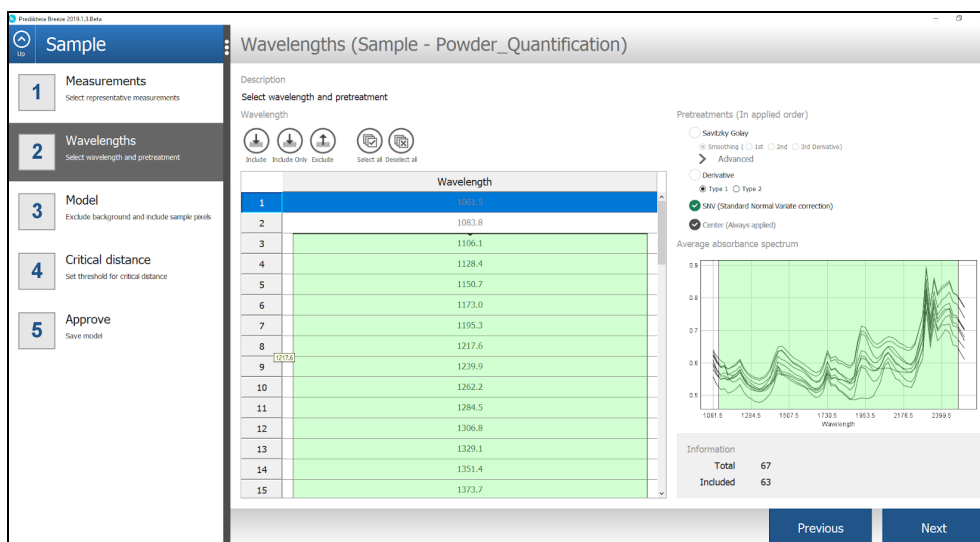 Prediktera Breeze 2019.1.3.Beta
Up
Sample
Wavelengths (Sample - Powder_Quantification)
1
Measurements
Select representative measurements
2
Wavelengths
Select wavelength and pretreatment
3
Model
Exclude background and include sample pixels
4
Critical distance
Set threshold for critical distance
5
Approve
Save model
Description
Select wavelength and pretreatment
Wavelength
Include Include Only Exclude Select all Deselect all
Wavelength
1 1061.5
2 1083.8
3 1106.1
4 1128.4
5 1150.7
6 1173.0
7 1195.3
8 1217.6
1217.6
9 1239.9
10 1262.2
11 1284.5
12 1306.8
13 1329.1
14 1351.4
15 1373.7
Pretreatments (In applied order)
Savitzky Golay
Smoothing ( 1st 2nd 3rd Derivative)
Advanced
Derivative
Type 1 Type 2
SNV (Standard Normal Variate correction)
Center (Always applied)
Average absorbance spectrum
0.9
0.8
0.7
0.6
0.5
1061.5 1284.5 1507.5 1730.5 1953.5 2176.5 2399.5
Wavelength
Information
Total 67
Included 63
Previous Next